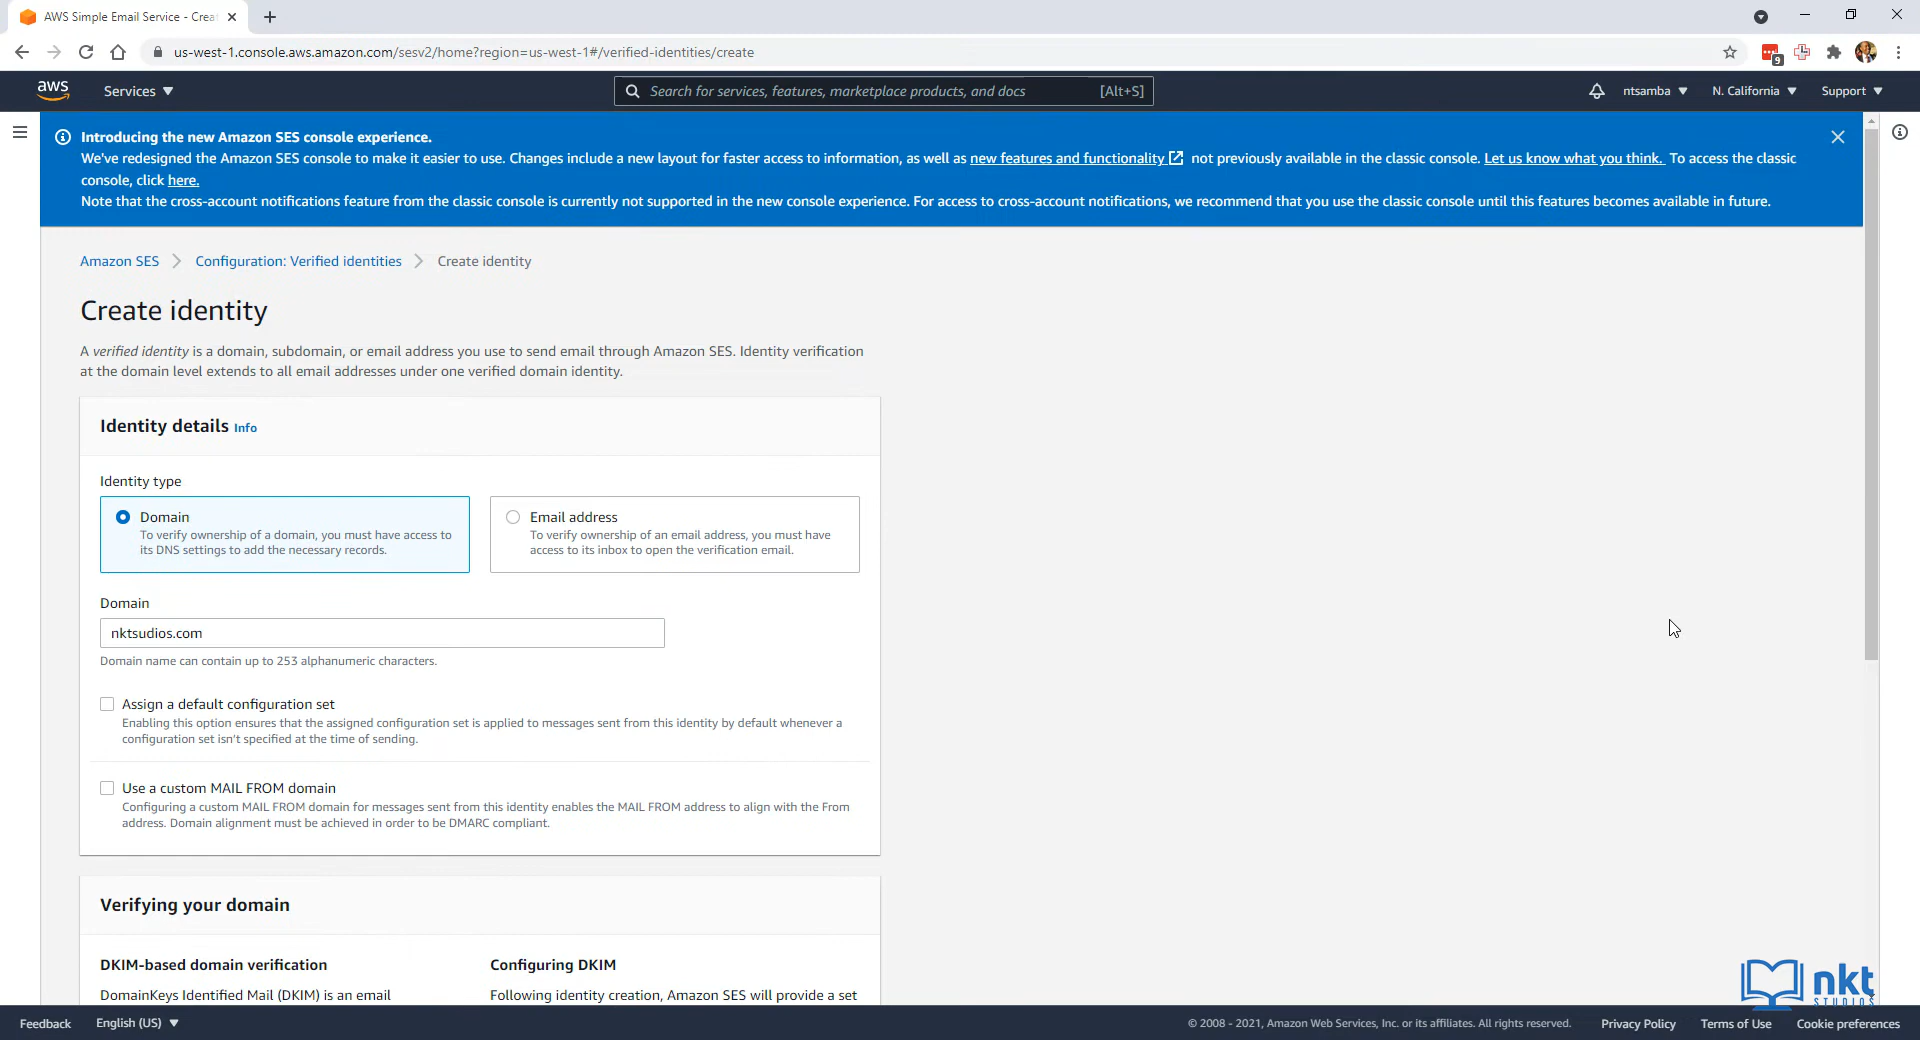 AWS Simple Email Service - Crea
us-west-1.console.aws.amazon.com/sesv2/home?region=us-west-1#/verified-identities/create
9
aws
Services
Search for services, features, marketplace products, and docs
[Alt+S]
ntsamba
N. California
Support
Introducing the new Amazon SES console experience.
We've redesigned the Amazon SES console to make it easier to use. Changes include a new layout for faster access to information, as well as new features and functionality not previously available in the classic console. Let us know what you think. To access the classic
console, click here.
Note that the cross-account notifications feature from the classic console is currently not supported in the new console experience. For access to cross-account notifications, we recommend that you use the classic console until this features becomes available in future.
Amazon SES > Configuration: Verified identities > Create identity
Create identity
A verified identity is a domain, subdomain, or email address you use to send email through Amazon SES. Identity verification
at the domain level extends to all email addresses under one verified domain identity.
Identity details Info
Identity type
Domain
To verify ownership of a domain, you must have access to
its DNS settings to add the necessary records.
Email address
To verify ownership of an email address, you must have
access to its inbox to open the verification email.
Domain
nktsudios.com
Domain name can contain up to 253 alphanumeric characters.
Assign a default configuration set
Enabling this option ensures that the assigned configuration set is applied to messages sent from this identity by default whenever a
configuration set isn't specified at the time of sending.
Use a custom MAIL FROM domain
Configuring a custom MAIL FROM domain for messages sent from this identity enables the MAIL FROM address to align with the From
address. Domain alignment must be achieved in order to be DMARC compliant.
Verifying your domain
DKIM-based domain verification
DomainKeys Identified Mail (DKIM) is an email
Configuring DKIM
Following identity creation, Amazon SES will provide a set
nkt
STUDIOS
Feedback
English (US)
© 2008 - 2021, Amazon Web Services, Inc. or its affiliates. All rights reserved.
Privacy Policy
Terms of Use
Cookie preferences